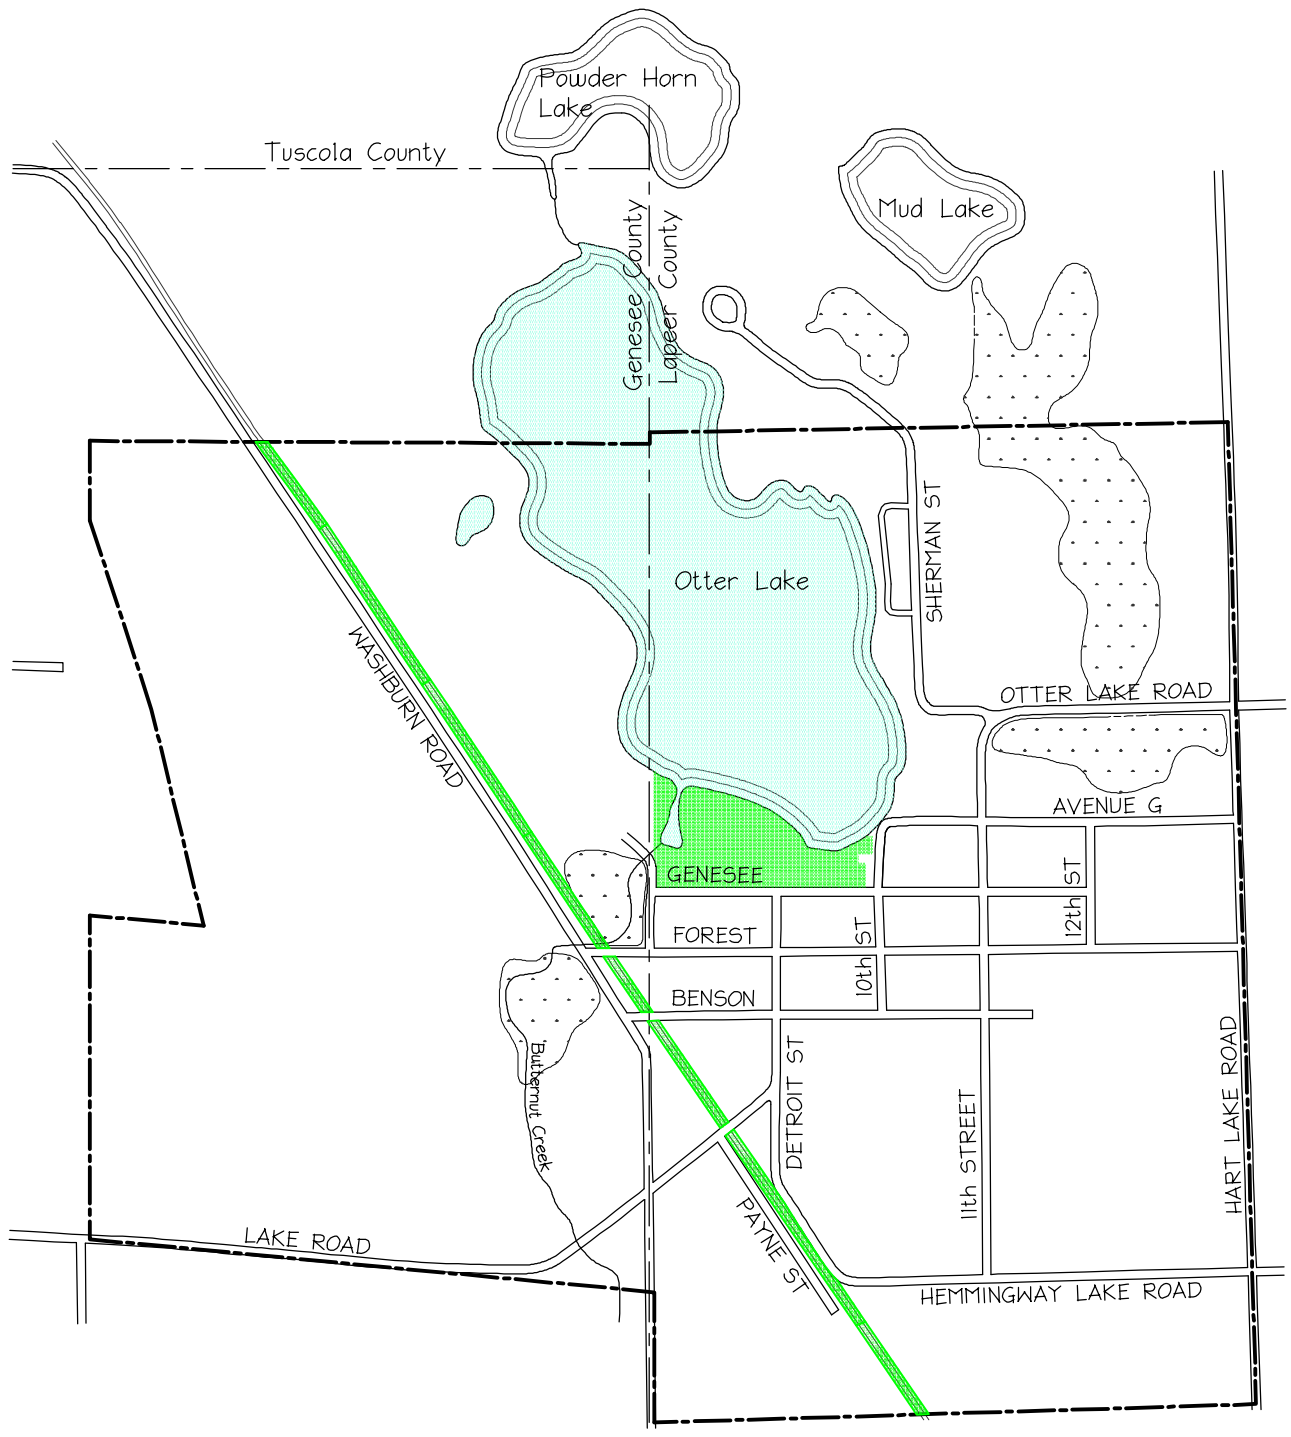 Powder Horn
Lake
Tuscola County
Mud Lake
Genesee County
Lapeer County
Otter Lake
SHERMAN ST
WASHBURN ROAD
OTTER LAKE ROAD
AVENUE G
GENESEE
12th ST
FOREST
10th ST
BENSON
Butternut Creek
DETROIT ST
11th STREET
HART LAKE ROAD
PAYNE ST
LAKE ROAD
HEMMINGWAY LAKE ROAD